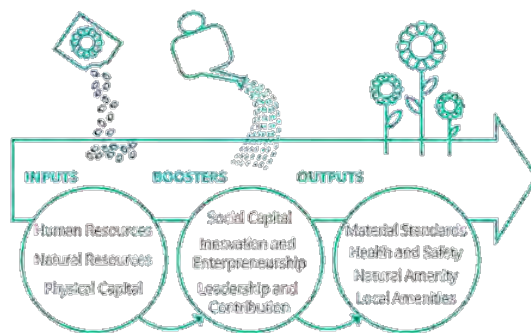 INPUTS
BOOSTERS
OUTPUTS
Human Resources
Natural Resources
Physical Capital
Social Capital
Innovation and
Enterpreneurship
Leadership and
Contribution
Material Standards
Health and Safety
Natural Amenity
Local Amenities